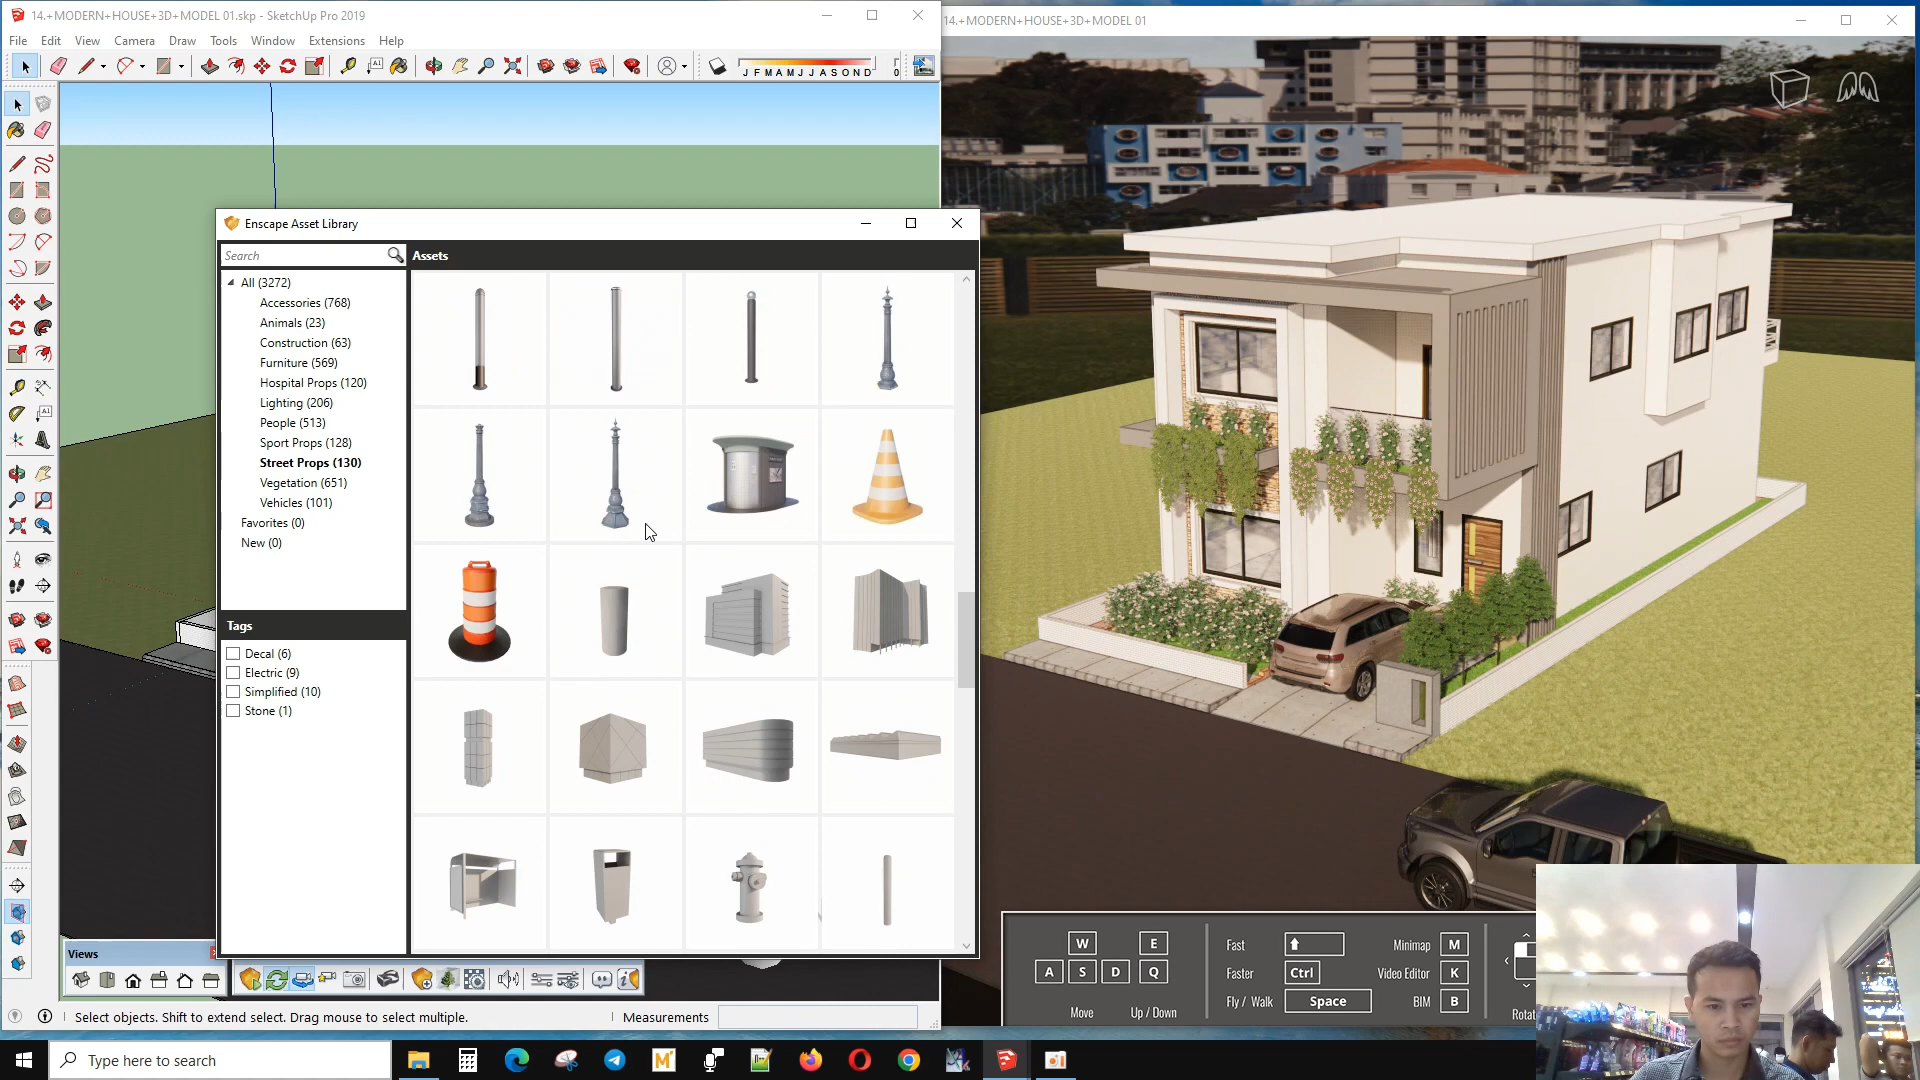 14.+MODERN+HOUSE+3D+MODEL 01.skp - SketchUp Pro 2019
File Edit View Camera Draw Tools Window Extensions Help
J F M A M J J A S O N D
14.+MODERN+HOUSE+3D+MODEL 01
Enscape Asset Library
Search
Assets
All (3272)
Accessories (768)
Animals (23)
Construction (63)
Furniture (569)
Hospital Props (120)
Lighting (206)
People (513)
Sport Props (128)
Street Props (130)
Vegetation (651)
Vehicles (101)
Favorites (0)
New (0)
Tags
Decal (6)
Electric (9)
Simplified (10)
Stone (1)
Views
Select objects. Shift to extend select. Drag mouse to select multiple.
Measurements
W E
A S D Q
Move
Up / Down
Fast
Faster Ctrl
Fly / Walk Space
Minimap M
Video Editor K
BIM B
Type here to search